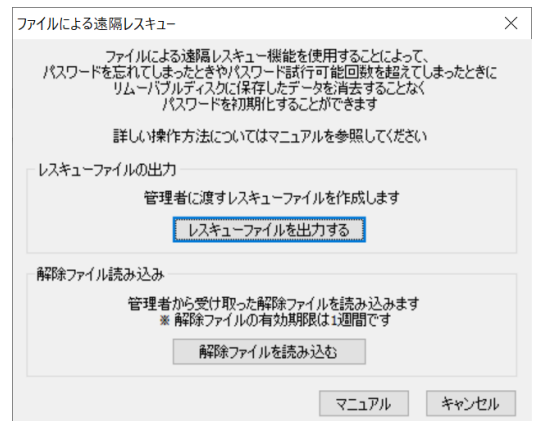 ファイルによる遠隔レスキュー
ファイルによる遠隔レスキュー機能を使用することによって、
パスワードを忘れてしまったときやパスワード試行可能回数を超えてしまったときに
リムーバブルディスクに保存したデータを消去することなく
パスワードを初期化することができます
詳しい操作方法についてはマニュアルを参照してください
レスキューファイルの出力
管理者に渡すレスキューファイルを作成します
レスキューファイルを出力する
解除ファイル読み込み
管理者から受け取った解除ファイルを読み込みます
※ 解除ファイルの有効期限は1週間です
解除ファイルを読み込む
マニュアル
キャンセル